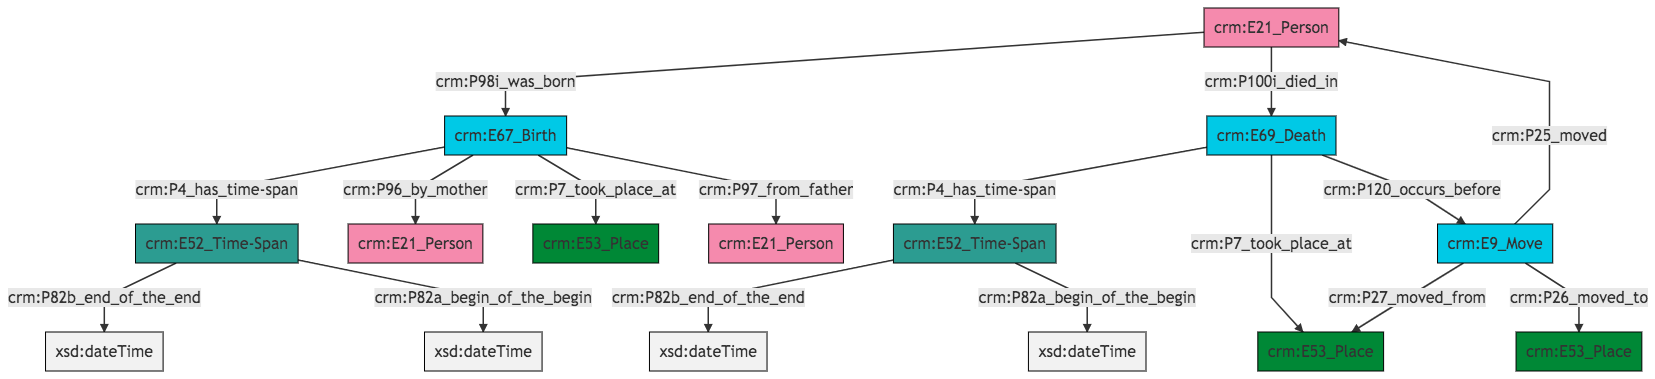 crm:E21_Person
crm:P98i_was_born
crm:P100i_died_in
crm:E67_Birth
crm:E69_Death
crm:P25_moved
crm:P4_has_time-span
crm:P96_by_mother
crm:P7_took_place_at
crm:P97_from_father
crm:P4_has_time-span
crm:P120_occurs_before
crm:E52_Time-Span
crm:E21_Person
crm:E53_Place
crm:E21_Person
crm:E52_Time-Span
crm:P7_took_place_at
crm:E9_Move
crm:P82b_end_of_the_end
crm:P82a_begin_of_the_begin
crm:P82b_end_of_the_end
crm:P82a_begin_of_the_begin
crm:P27_moved_from
crm:P26_moved_to
xsd:dateTime
xsd:dateTime
xsd:dateTime
xsd:dateTime
crm:E53_Place
crm:E53_Place